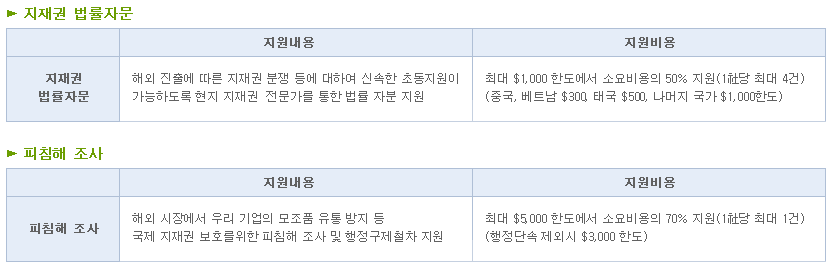 ► 지재권 법률자문
지원내용 지원비용
지재권
법률자문
해외 진출에 따른 지재권 분쟁 등에 대하여 신속한 초동지원이
가능하도록 현지 지재권 전문가를 통한 법률 자문 지원
최대 $1,000 한도에서 소요비용의 50% 지원(1社당 최대 4건)
(중국, 베트남 $300, 태국 $500, 나머지 국가 $1,000한도)
► 피침해 조사
지원내용 지원비용
피침해 조사
해외 시장에서 우리 기업의 모조품 유통 방지 등
국제 지재권 보호를위한 피침해 조사 및 행정구제철차 지원
최대 $5,000 한도에서 소요비용의 70% 지원(1社당 최대 1건)
(행정단속 제외시 $3,000 한도)